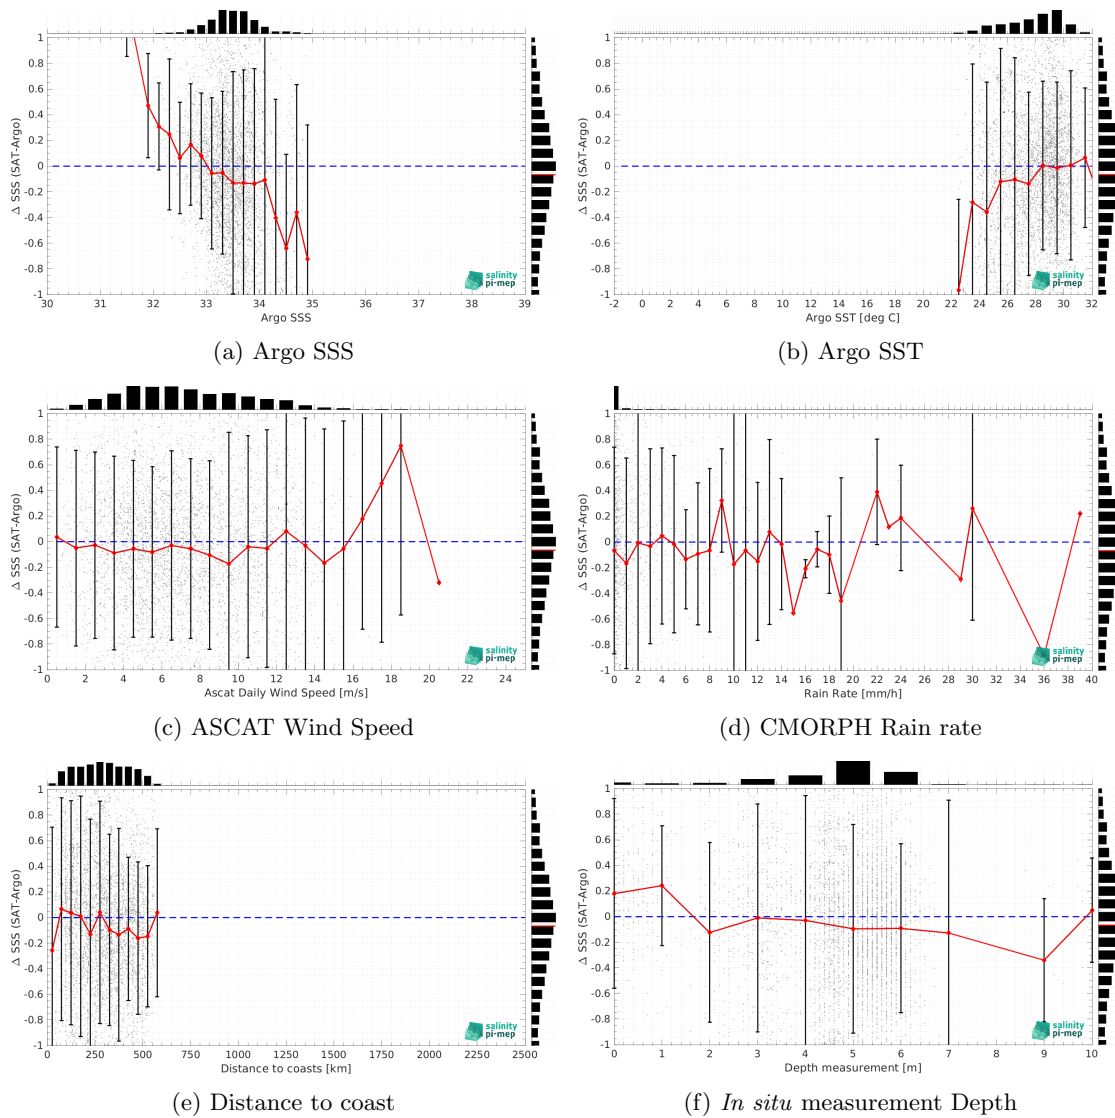 1
0.8
0.6
0.4
0.2
0
-0.2
-0.4
-0.6
-0.8
-1
Δ SSS (SAT-Argo)
30 31 32 33 34 35 36 37 38 39
Argo SSS
salinity
pi-mep
(a) Argo SSS
1
0.8
0.6
0.4
0.2
0
-0.2
-0.4
-0.6
-0.8
-1
Δ SSS (SAT-Argo)
-2 0 2 4 6 8 10 12 14 16 18 20 22 24 26 28 30 32
Argo SST [deg C]
salinity
pi-mep
(b) Argo SST
1
0.8
0.6
0.4
0.2
0
-0.2
-0.4
-0.6
-0.8
-1
Δ SSS (SAT-Argo)
0 2 4 6 8 10 12 14 16 18 20 22 24
Ascat Daily Wind Speed [m/s]
salinity
pi-mep
(c) ASCAT Wind Speed
1
0.8
0.6
0.4
0.2
0
-0.2
-0.4
-0.6
-0.8
-1
Δ SSS (SAT-Argo)
0 2 4 6 8 10 12 14 16 18 20 22 24 26 28 30 32 34 36 38 40
Rain Rate [mm/h]
salinity
pi-mep
(d) CMORPH Rain rate
1
0.8
0.6
0.4
0.2
0
-0.2
-0.4
-0.6
-0.8
-1
Δ SSS (SAT-Argo)
0 250 500 750 1000 1250 1500 1750 2000 2250 2500
Distance to coasts [km]
salinity
pi-mep
(e) Distance to coast
1
0.8
0.6
0.4
0.2
0
-0.2
-0.4
-0.6
-0.8
-1
Δ SSS (SAT-Argo)
0 1 2 3 4 5 6 7 9 10
Depth measurement [m]
salinity
pi-mep
(f) In situ measurement Depth